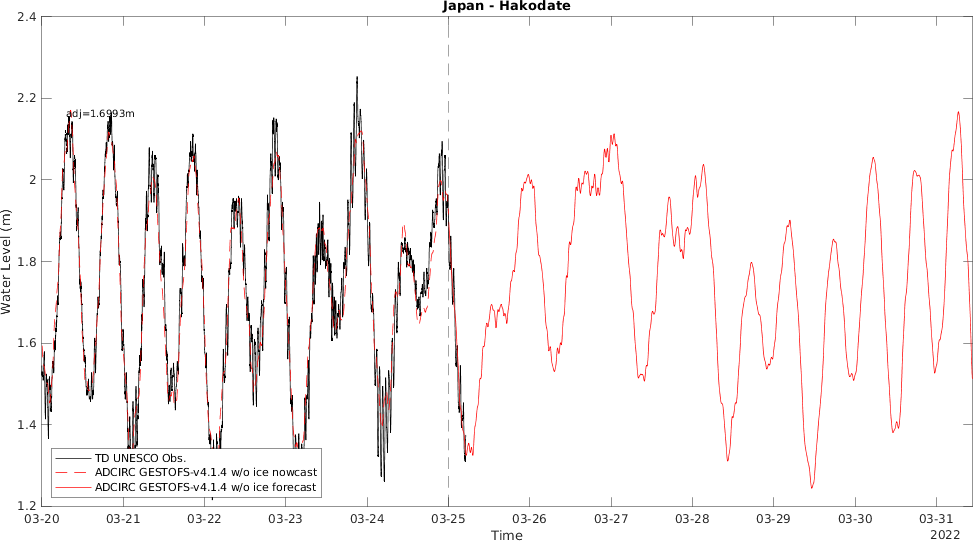 Japan - Hakodate
2.4
2.2
2
1.8
1.6
1.4
1.2
Water Level (m)
adj=1.6993m
TD UNESCO Obs.
ADCIRC GESTOFS-v4.1.4 w/o ice nowcast
ADCIRC GESTOFS-v4.1.4 w/o ice forecast
03-20 03-21 03-22 03-23 03-24 03-25 03-26 03-27 03-28 03-29 03-30 03-31
Time
2022